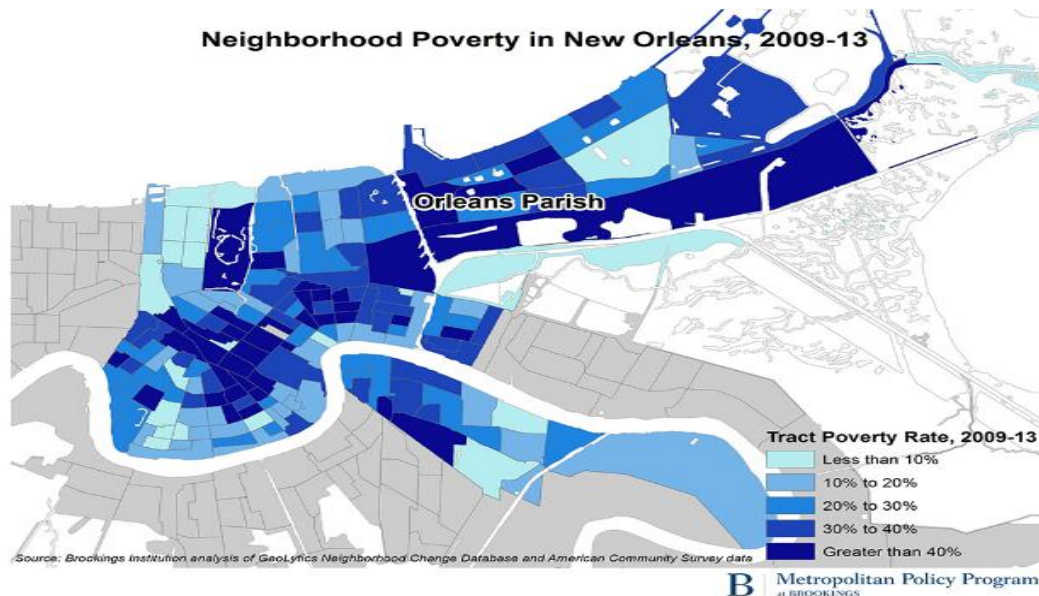 Neighborhood Poverty in New Orleans, 2009-13
Orleans Parish
Tract Poverty Rate, 2009-13
Less than 10%
10% to 20%
20% to 30%
30% to 40%
Greater than 40%
Source: Brookings Institution analysis of GeoLytics Neighborhood Change Database and American Community Survey data
B Metropolitan Policy Program
at BROOKINGS